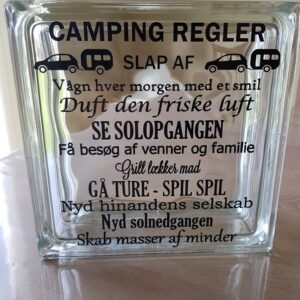 CAMPING REGLER
SLAP AF
Vågn hver morgen med et smil
Duft den friske luft
SE SOLOPGANGEN
Få besøg af venner og familie
Grill lækker mad
GÅ TURE - SPIL SPIL
Nyd hinandens selskab
Nyd solnedgangen
Skab masser af minder